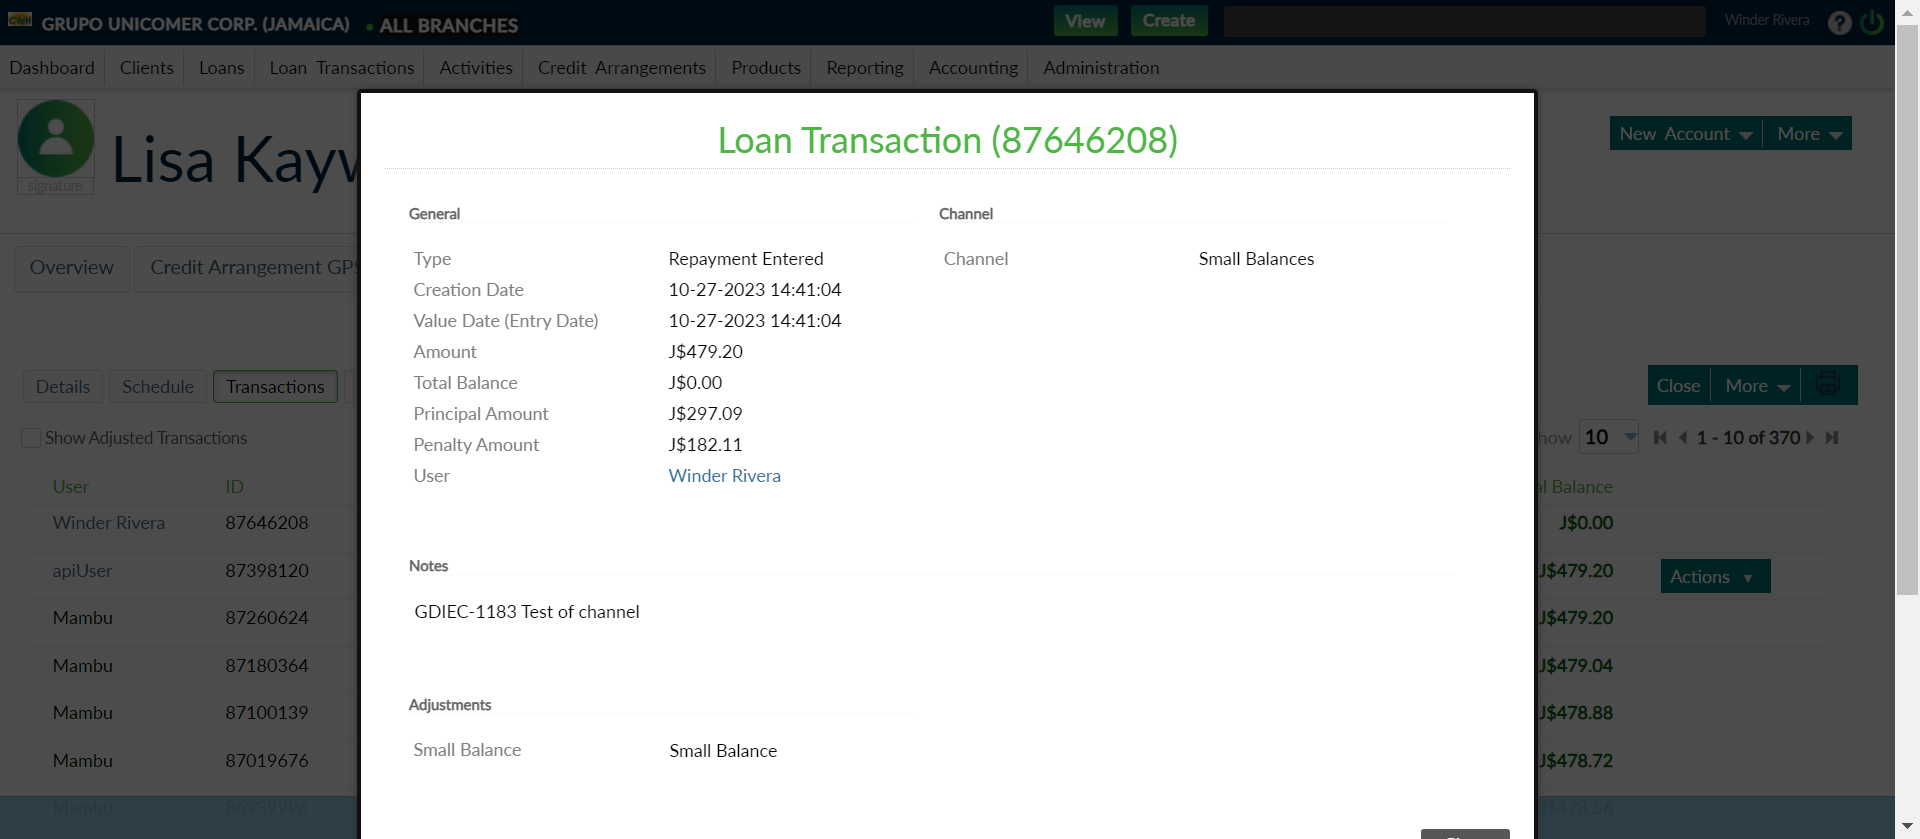 GRUPO UNICOMER CORP. (JAMAICA) • ALL BRANCHES View Create Winder Rivera ?
Dashboard Clients Loans Loan Transactions Activities Credit Arrangements Products Reporting Accounting Administration
Lisa Kayw
signature
New Account More
Overview Credit Arrangement GPS
Details Schedule Transactions
Close More
Show Adjusted Transactions
how 10 1 - 10 of 370
User ID al Balance
Winder Rivera 87646208 J$0.00
apiUser 87398120 J$479.20 Actions
Mambu 87260624 J$479.20
Mambu 87180364 J$479.04
Mambu 87100139 J$478.88
Mambu 87019676 J$478.72
Mambu 86939996 J$478.56
Loan Transaction (87646208)
General
Type Repayment Entered
Creation Date 10-27-2023 14:41:04
Value Date (Entry Date) 10-27-2023 14:41:04
Amount J$479.20
Total Balance J$0.00
Principal Amount J$297.09
Penalty Amount J$182.11
User Winder Rivera
Channel
Channel Small Balances
Notes
GDIEC-1183 Test of channel
Adjustments
Small Balance Small Balance